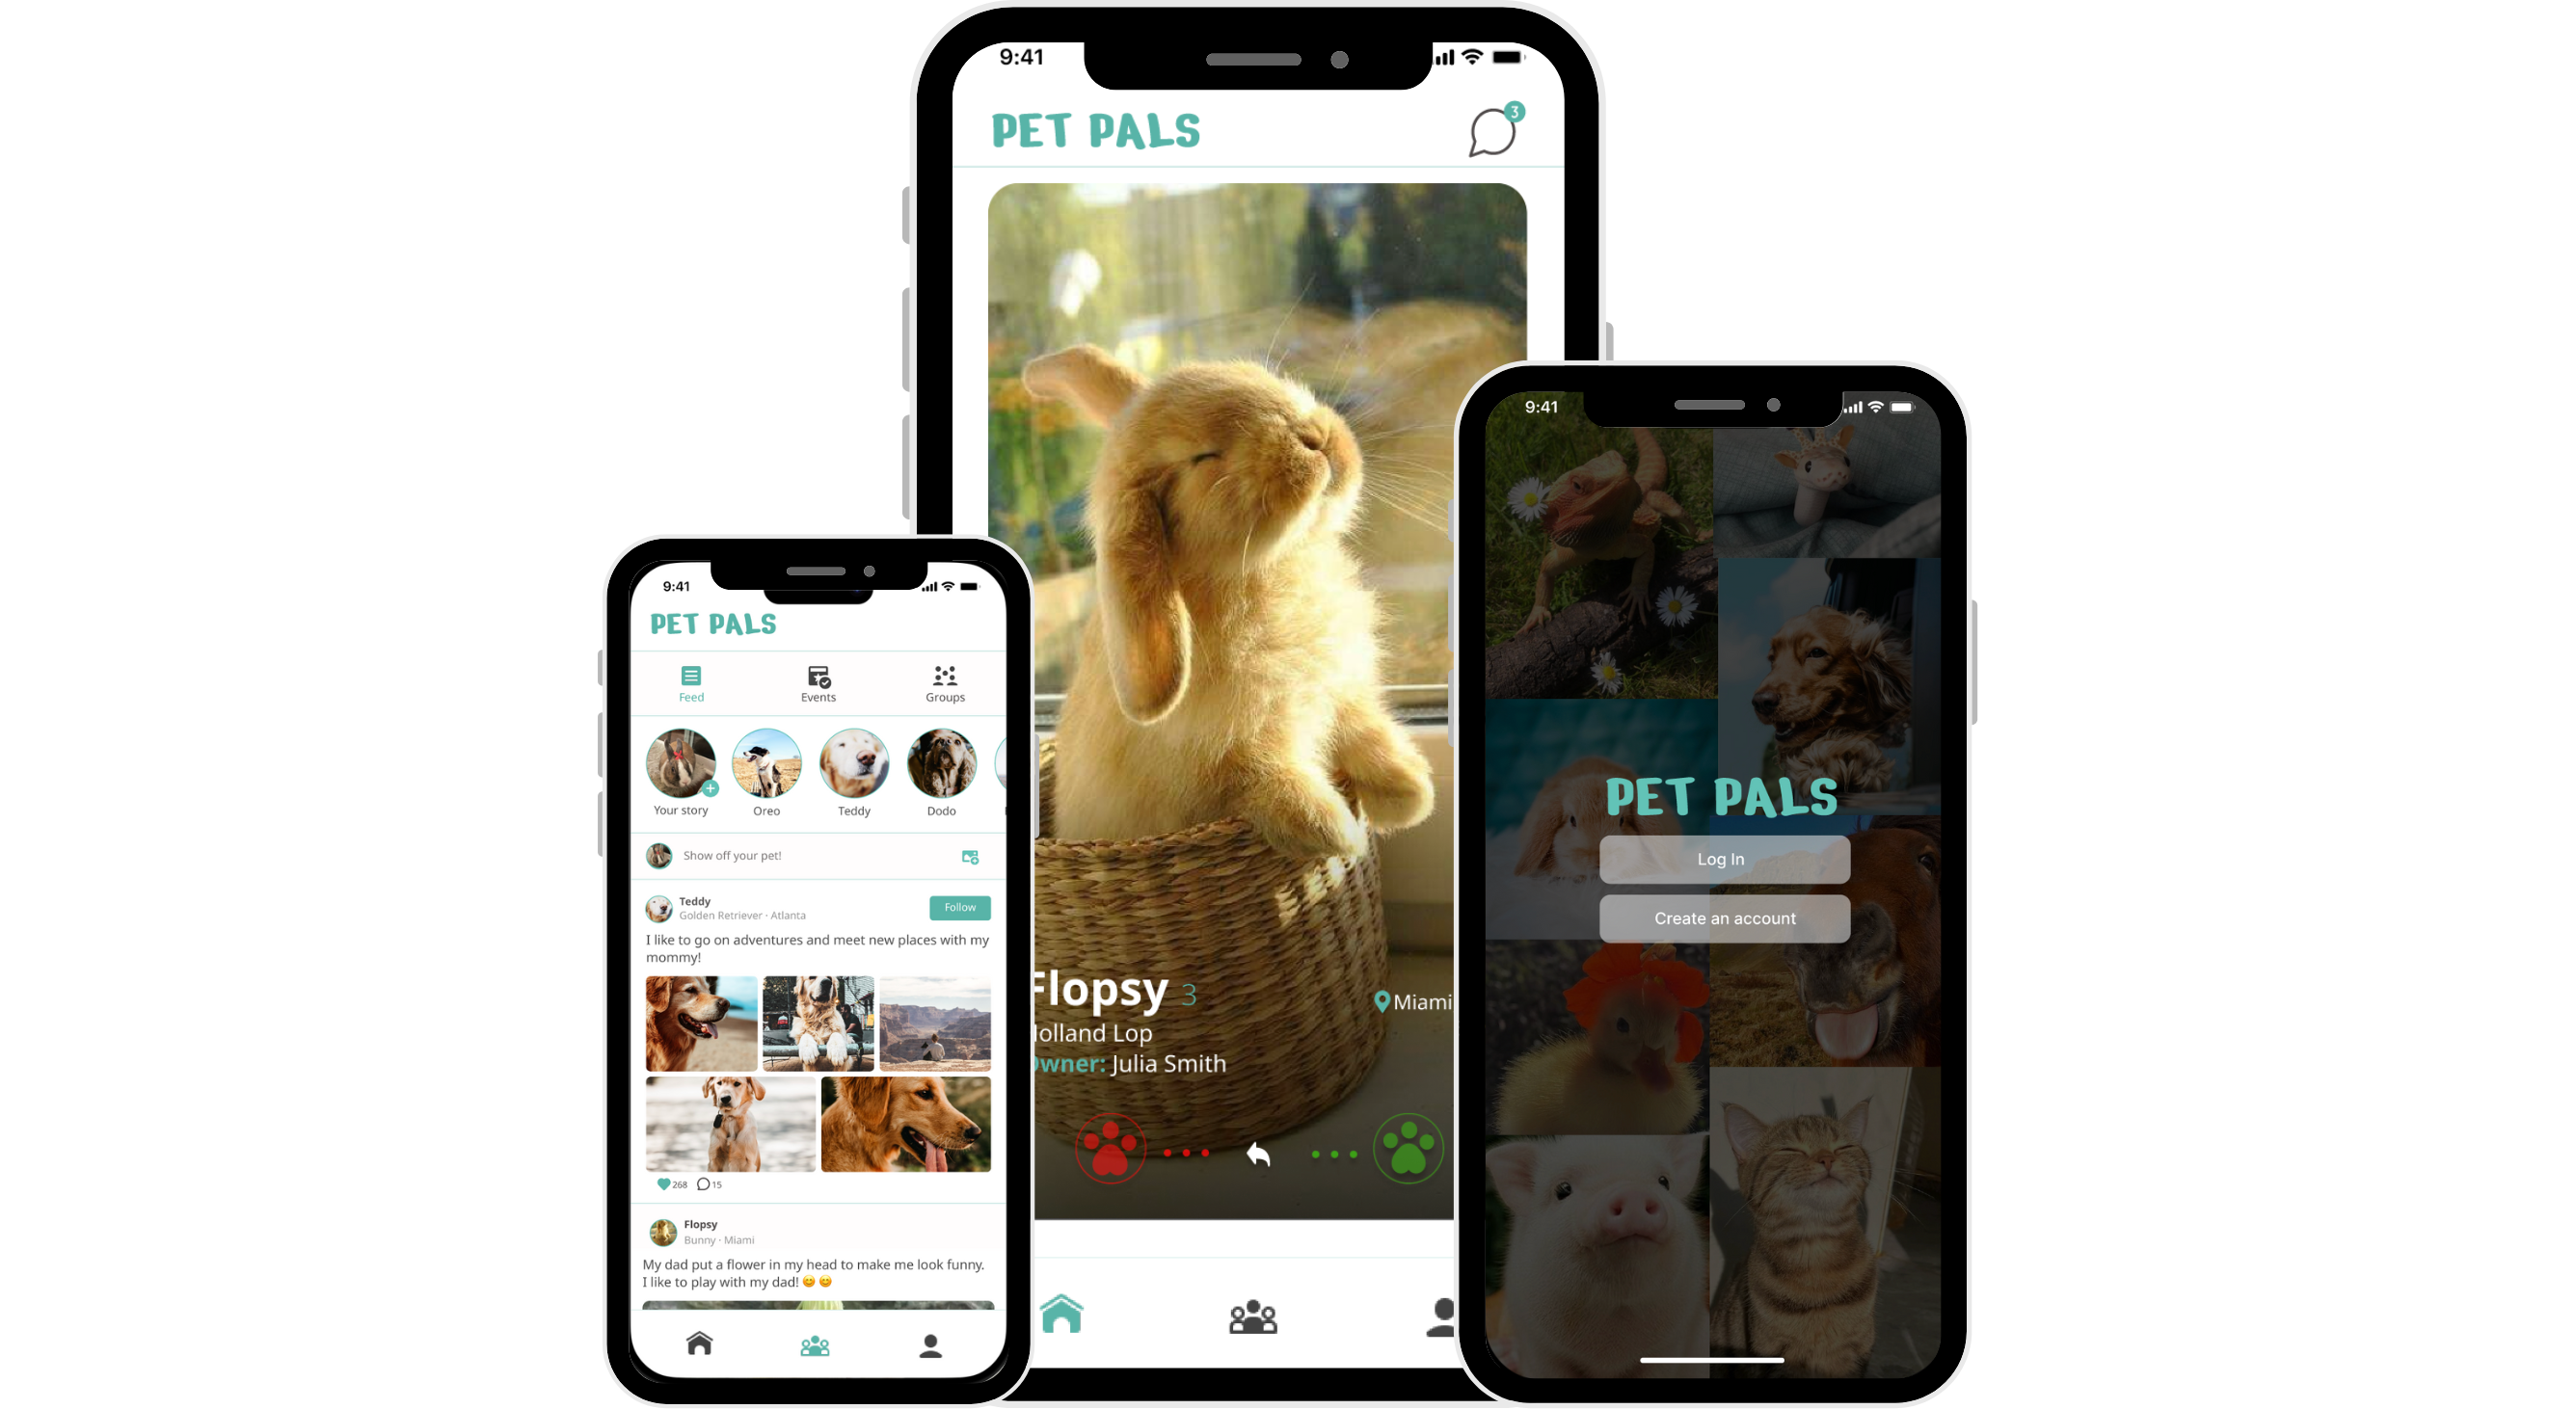 9:41
PET PALS
3
Flopsy 3
Miami
Holland Lop
Owner: Julia Smith
9:41
PET PALS
Feed
Events
Groups
Your story
Oreo
Teddy
Dodo
Show off your pet!
Teddy
Golden Retriever · Atlanta
Follow
I like to go on adventures and meet new places with my
mommy!
268
15
Flopsy
Bunny · Miami
My dad put a flower in my head to make me look funny.
I like to play with my dad! 😊 😊
9:41
PET PALS
Log In
Create an account